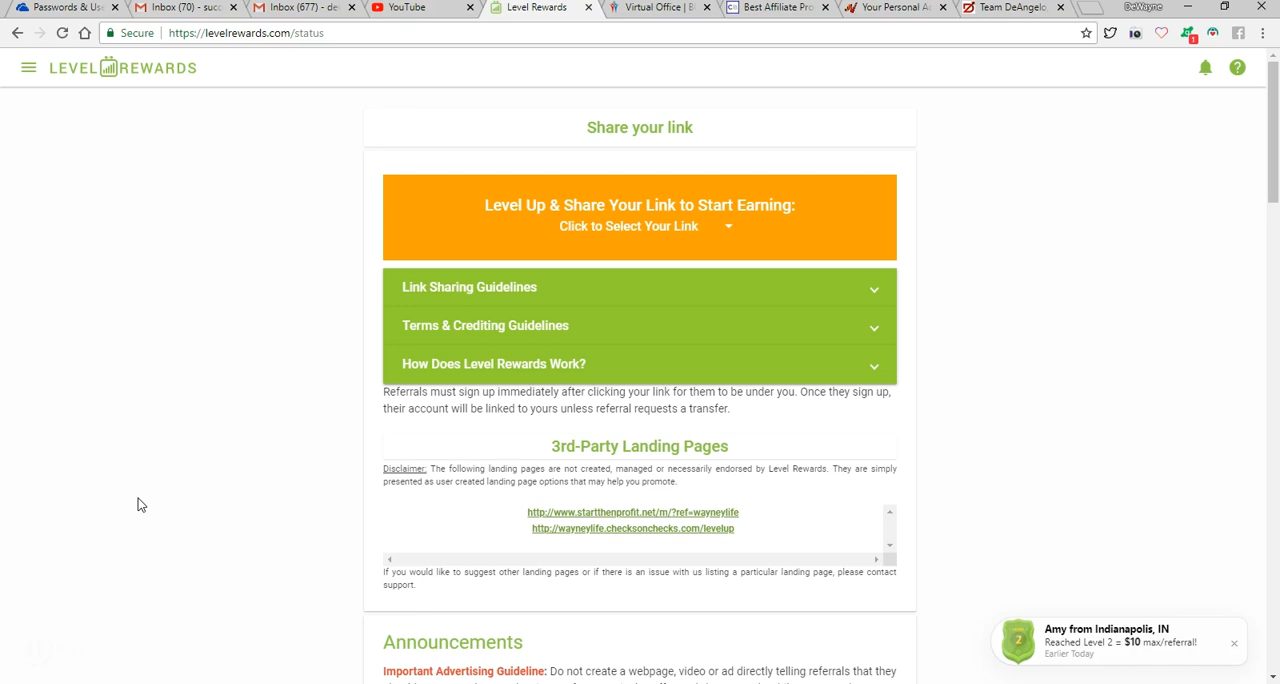 Passwords & Use
Inbox (70) - succ
Inbox (677) - de
YouTube
Level Rewards
Virtual Office | B
Best Affiliate Pro
Your Personal A
Team DeAngelo
DeWayne
Secure
https://levelrewards.com/status
1
LEVEL REWARDS
Share your link
Level Up & Share Your Link to Start Earning:
Click to Select Your Link
Link Sharing Guidelines
Terms & Crediting Guidelines
How Does Level Rewards Work?
Referrals must sign up immediately after clicking your link for them to be under you. Once they sign up,
their account will be linked to yours unless referral requests a transfer.
3rd-Party Landing Pages
Disclaimer: The following landing pages are not created, managed or necessarily endorsed by Level Rewards. They are simply
presented as user created landing page options that may help you promote.
http://www.startthenprofit.net/m/?ref=wayneylife
http://wayneylife.checksonchecks.com/levelup
If you would like to suggest other landing pages or if there is an issue with us listing a particular landing page, please contact
support.
Announcements
Important Advertising Guideline: Do not create a webpage, video or ad directly telling referrals that they
2
Amy from Indianapolis, IN
Reached Level 2 = $10 max/referral!
Earlier Today